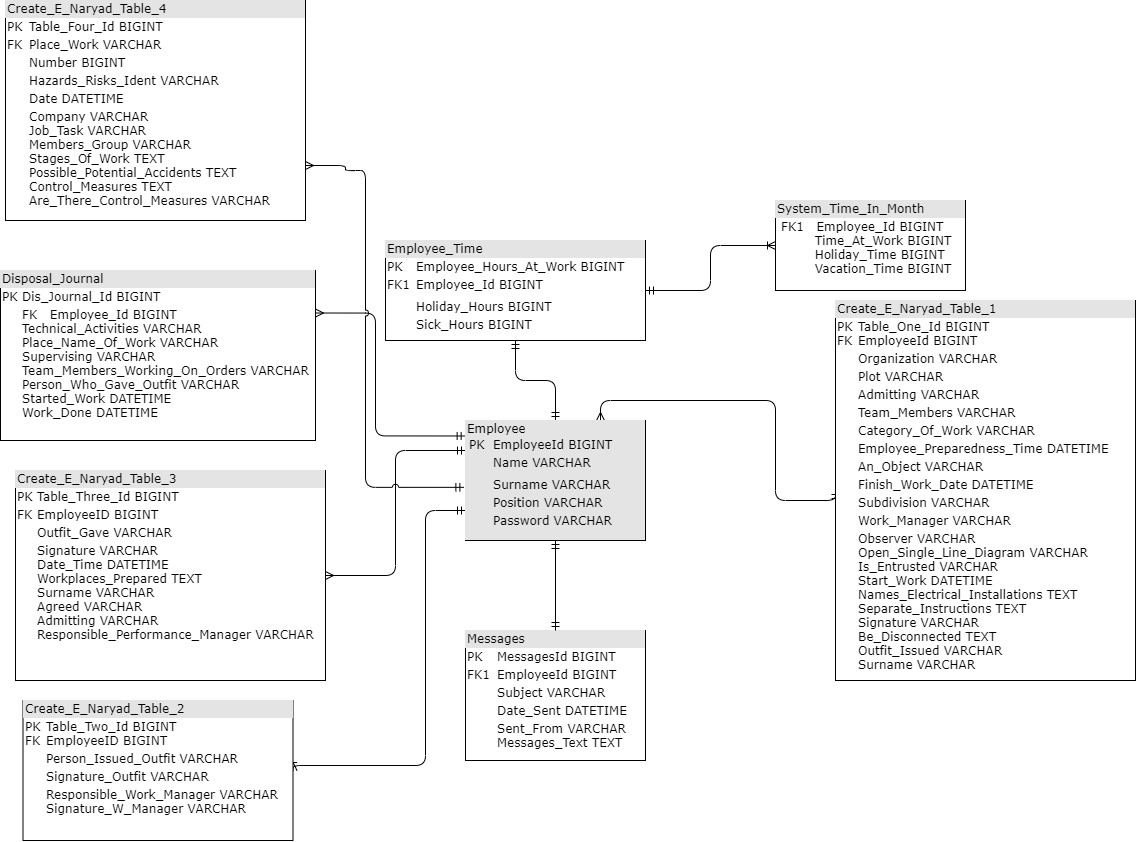 Create_E_Naryad_Table_4
PK Table_Four_Id BIGINT
FK Place_Work VARCHAR
Number BIGINT
Hazards_Risks_Ident VARCHAR
Date DATETIME
Company VARCHAR
Job_Task VARCHAR
Members_Group VARCHAR
Stages_Of_Work TEXT
Possible_Potential_Accidents TEXT
Control_Measures TEXT
Are_There_Control_Measures VARCHAR
Disposal_Journal
PK Dis_Journal_Id BIGINT
FK Employee_Id BIGINT
Technical_Activities VARCHAR
Place_Name_Of_Work VARCHAR
Supervising VARCHAR
Team_Members_Working_On_Orders VARCHAR
Person_Who_Gave_Outfit VARCHAR
Started_Work DATETIME
Work_Done DATETIME
Create_E_Naryad_Table_3
PK Table_Three_Id BIGINT
FK EmployeeID BIGINT
Outfit_Gave VARCHAR
Signature VARCHAR
Date_Time DATETIME
Workplaces_Prepared TEXT
Surname VARCHAR
Agreed VARCHAR
Admitting VARCHAR
Responsible_Performance_Manager VARCHAR
Create_E_Naryad_Table_2
PK Table_Two_Id BIGINT
FK EmployeeID BIGINT
Person_Issued_Outfit VARCHAR
Signature_Outfit VARCHAR
Responsible_Work_Manager VARCHAR
Signature_W_Manager VARCHAR
Employee_Time
PK Employee_Hours_At_Work BIGINT
FK1 Employee_Id BIGINT
Holiday_Hours BIGINT
Sick_Hours BIGINT
Employee
PK EmployeeId BIGINT
Name VARCHAR
Surname VARCHAR
Position VARCHAR
Password VARCHAR
Messages
PK MessagesId BIGINT
FK1 EmployeeId BIGINT
Subject VARCHAR
Date_Sent DATETIME
Sent_From VARCHAR
Messages_Text TEXT
System_Time_In_Month
FK1 Employee_Id BIGINT
Time_At_Work BIGINT
Holiday_Time BIGINT
Vacation_Time BIGINT
Create_E_Naryad_Table_1
PK Table_One_Id BIGINT
FK EmployeeId BIGINT
Organization VARCHAR
Plot VARCHAR
Admitting VARCHAR
Team_Members VARCHAR
Category_Of_Work VARCHAR
Employee_Preparedness_Time DATETIME
An_Object VARCHAR
Finish_Work_Date DATETIME
Subdivision VARCHAR
Work_Manager VARCHAR
Observer VARCHAR
Open_Single_Line_Diagram VARCHAR
Is_Entrusted VARCHAR
Start_Work DATETIME
Names_Electrical_Installations TEXT
Separate_Instructions TEXT
Signature VARCHAR
Be_Disconnected TEXT
Outfit_Issued VARCHAR
Surname VARCHAR